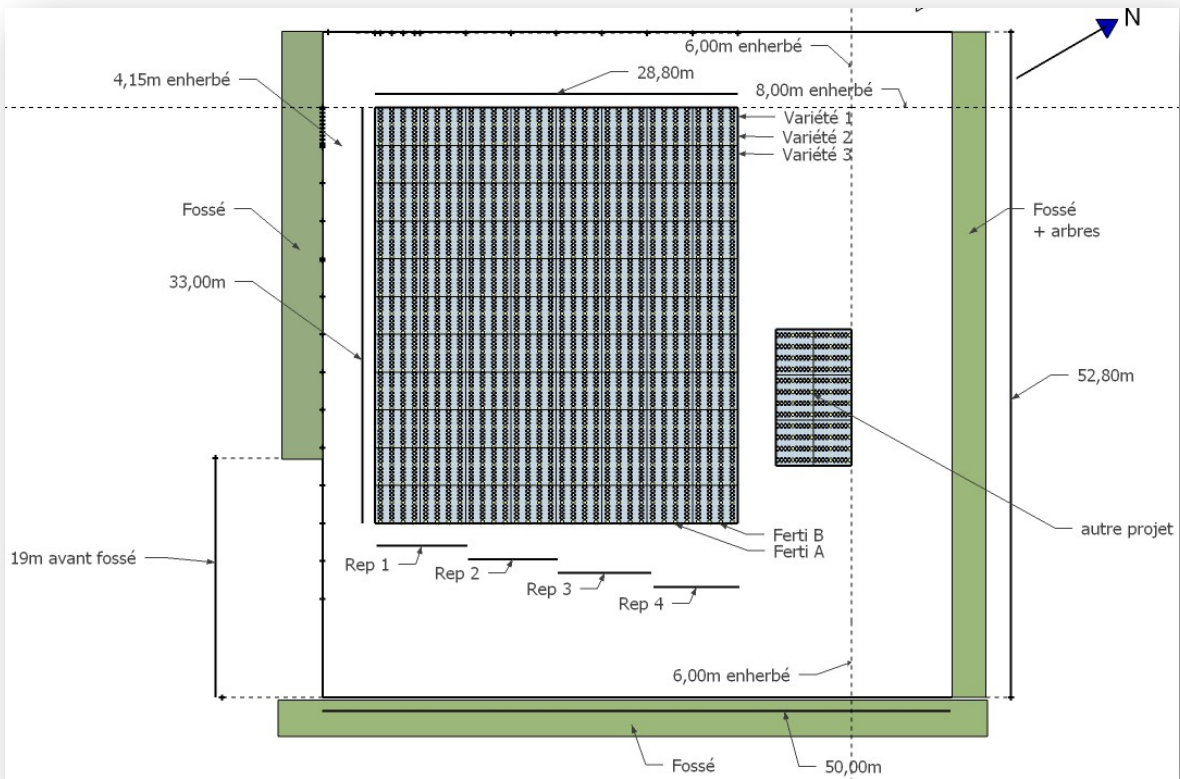 N
6,00m enherbé
28,80m
4,15m enherbé
8,00m enherbé
Variété 1
Variété 2
Variété 3
Fossé
Fossé
+ arbres
33,00m
52,80m
Ferti B
Ferti A
autre projet
19m avant fossé
Rep 1
Rep 2
Rep 3
Rep 4
6,00m enherbé
Fossé
50,00m